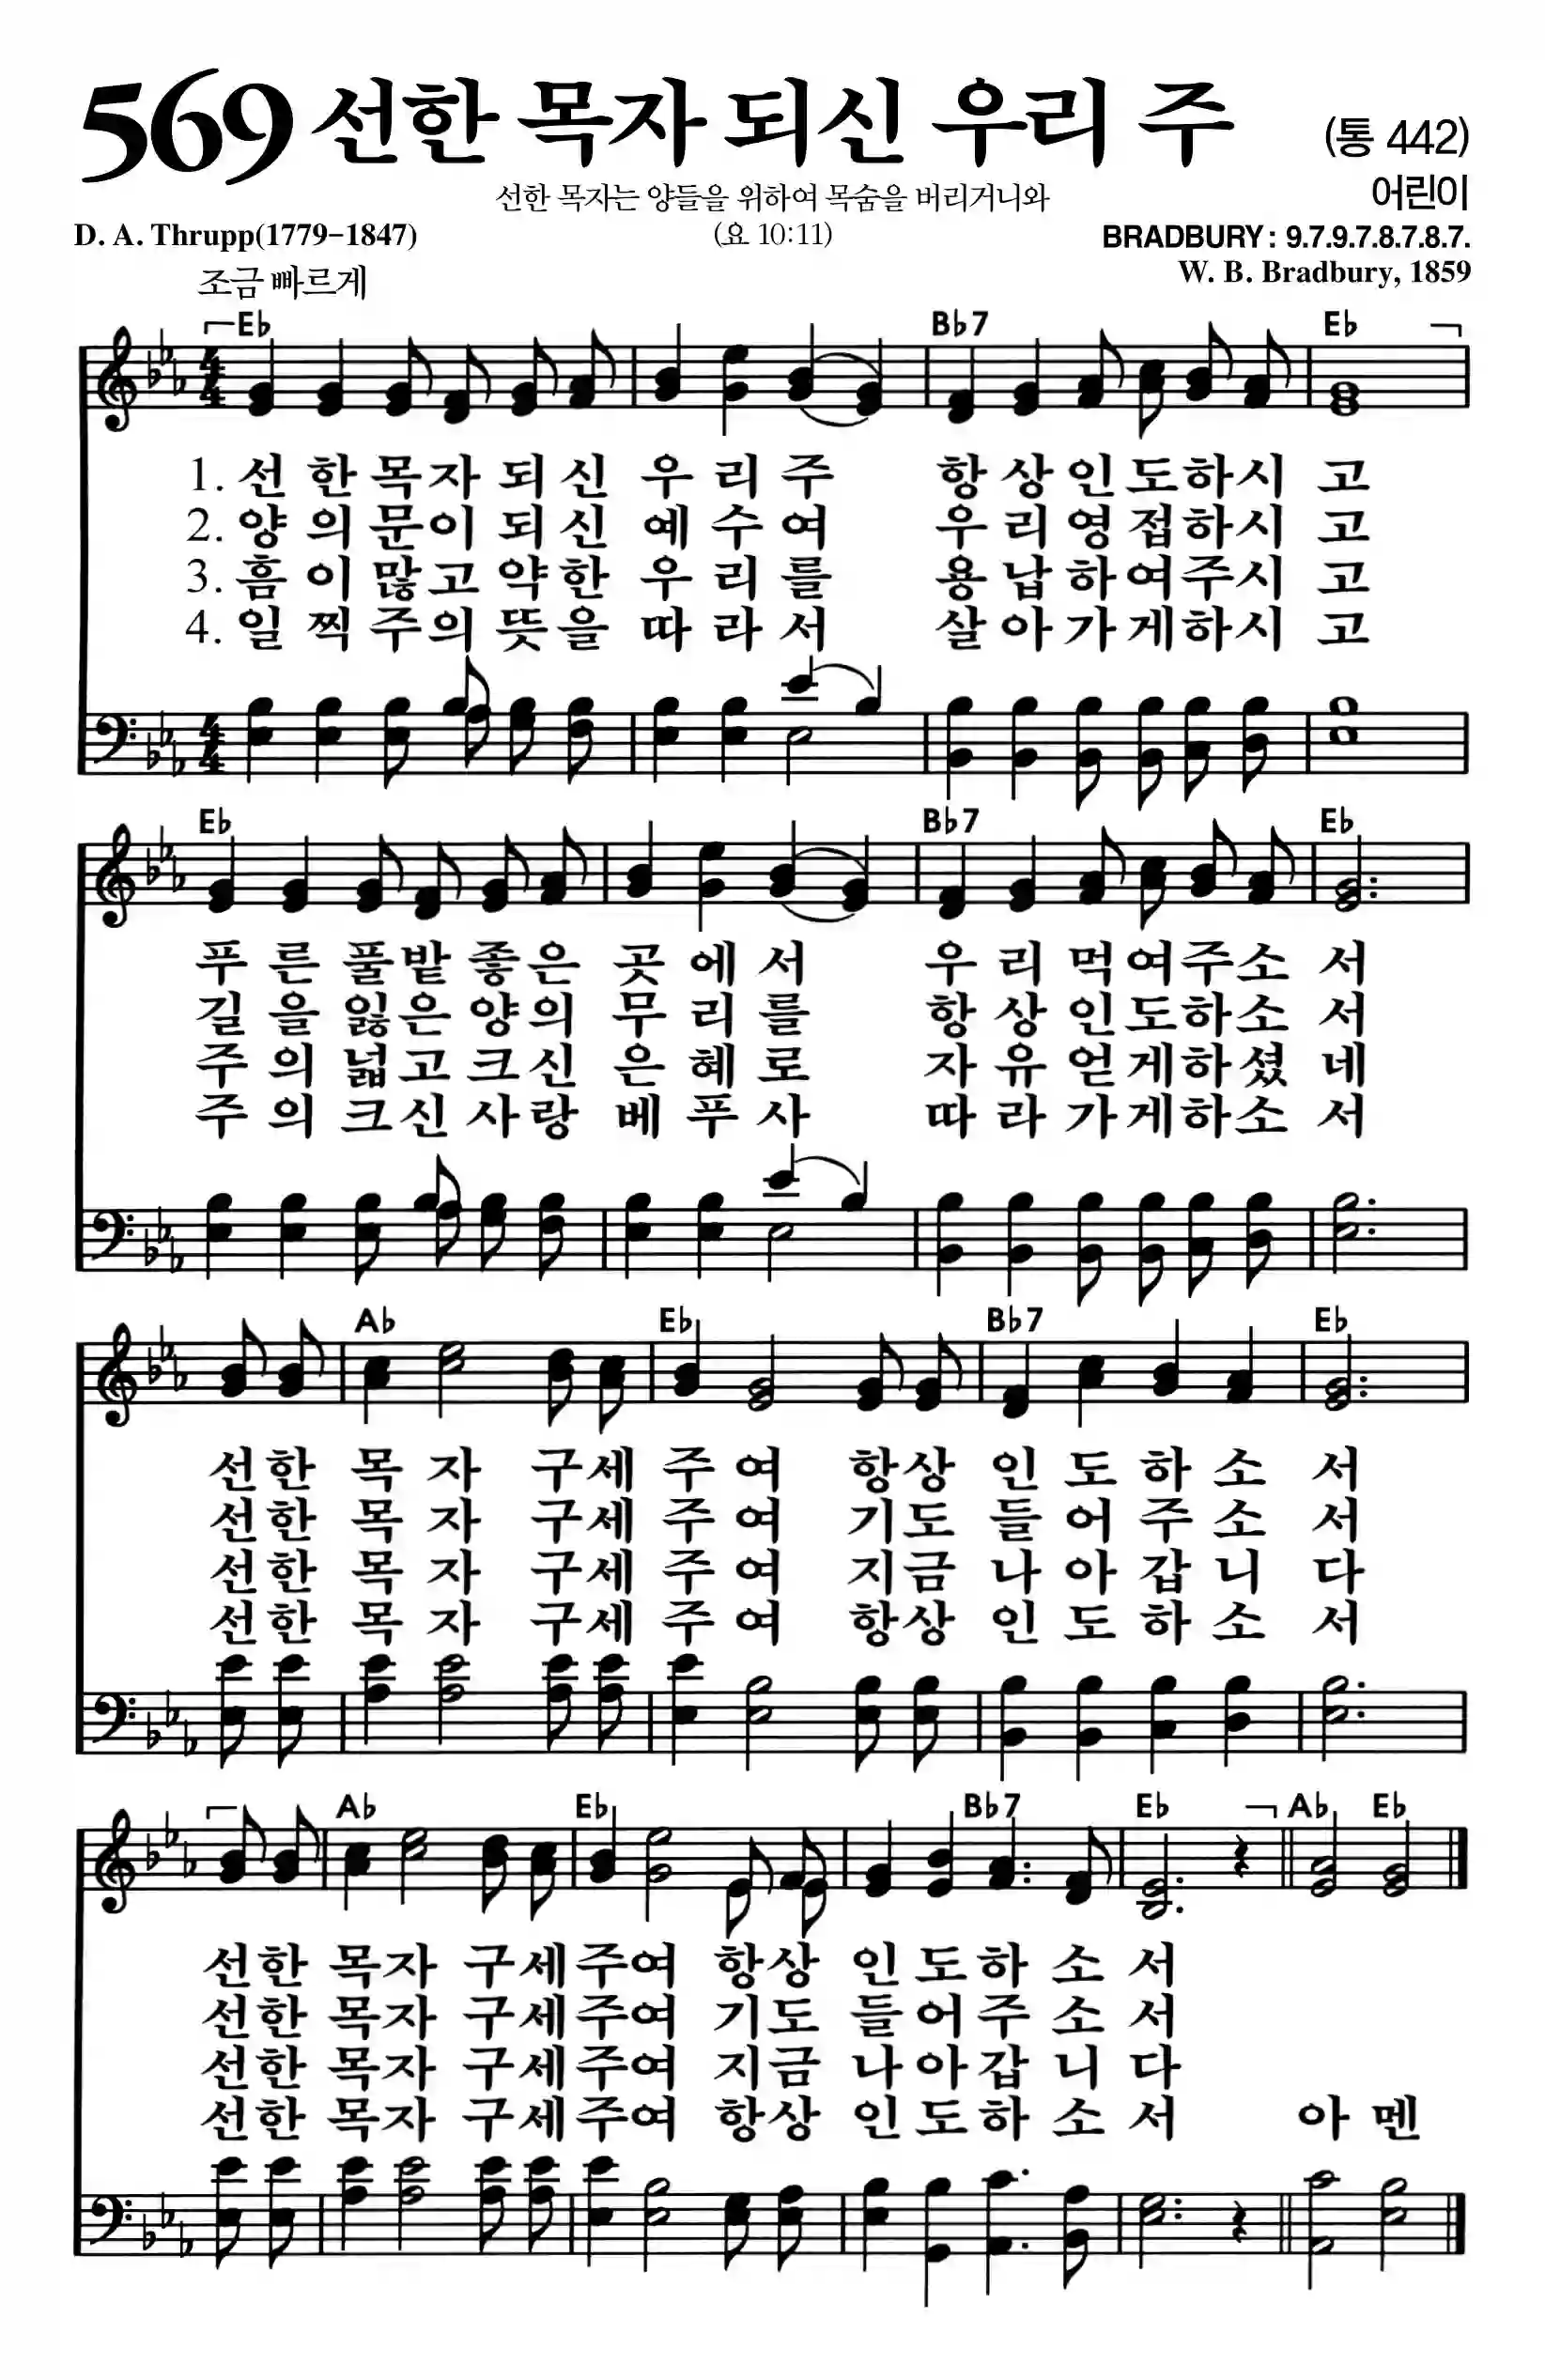 569 선한 목자 되신 우리 주 (통 442)
선한 목자는 양들을 위하여 목숨을 버리거니와 어린이
D. A. Thrupp(1779-1847) (요 10:11) BRADBURY : 9.7.9.7.8.7.8.7.
조금 빠르게 W. B. Bradbury, 1859
E♭ B♭7 E♭
1. 선 한 목 자 되 신 우 리 주 항 상 인 도 하 시 고
2. 양 의 문 이 되 신 예 수 여 우 리 영 접 하 시 고
3. 흠 이 많 고 약 한 우 리 를 용 납 하 여 주 시 고
4. 일 찍 주 의 뜻 을 따 라 서 살 아 가 게 하 시 고
E♭ B♭7 E♭
푸 른 풀 밭 좋 은 곳 에 서 우 리 먹 여 주 소 서
길 을 잃 은 양 의 무 리 를 항 상 인 도 하 소 서
주 의 넓 고 크 신 은 혜 로 자 유 얻 게 하 셨 네
주 의 크 신 사 랑 베 푸 사 따 라 가 게 하 소 서
A♭ E♭ B♭7 E♭
선 한 목 자 구 세 주 여 항 상 인 도 하 소 서
선 한 목 자 구 세 주 여 기 도 들 어 주 소 서
선 한 목 자 구 세 주 여 지 금 나 아 갑 니 다
선 한 목 자 구 세 주 여 항 상 인 도 하 소 서
A♭ E♭ B♭7 E♭ A♭ E♭
선 한 목 자 구 세 주 여 항 상 인 도 하 소 서
선 한 목 자 구 세 주 여 기 도 들 어 주 소 서
선 한 목 자 구 세 주 여 지 금 나 아 갑 니 다
선 한 목 자 구 세 주 여 항 상 인 도 하 소 서 아 멘